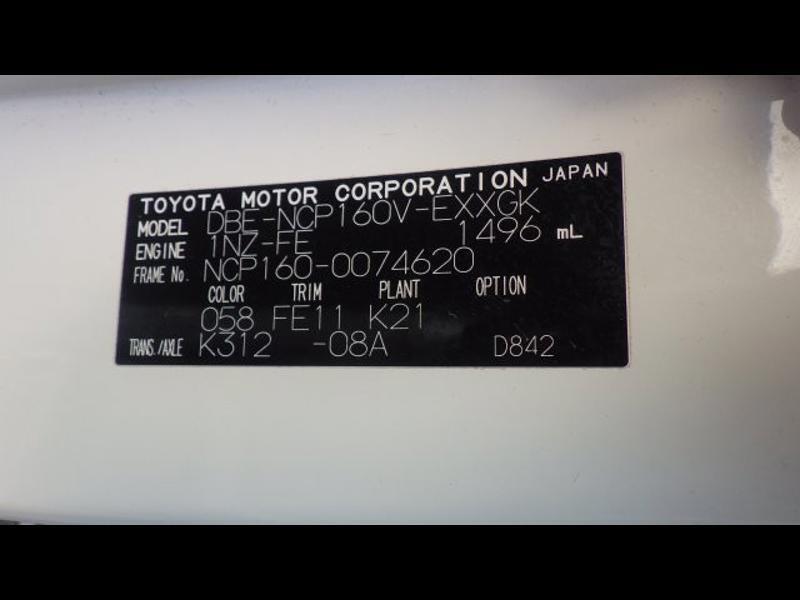 TOYOTA MOTOR CORPORATION JAPAN
MODEL DBE-NCP160V-EXXGK
ENGINE 1NZ-FE 1496 mL
FRAME No. NCP160-0074620
COLOR TRIM PLANT OPTION
058 FE11 K21
TRANS./AXLE K312 -08A D842